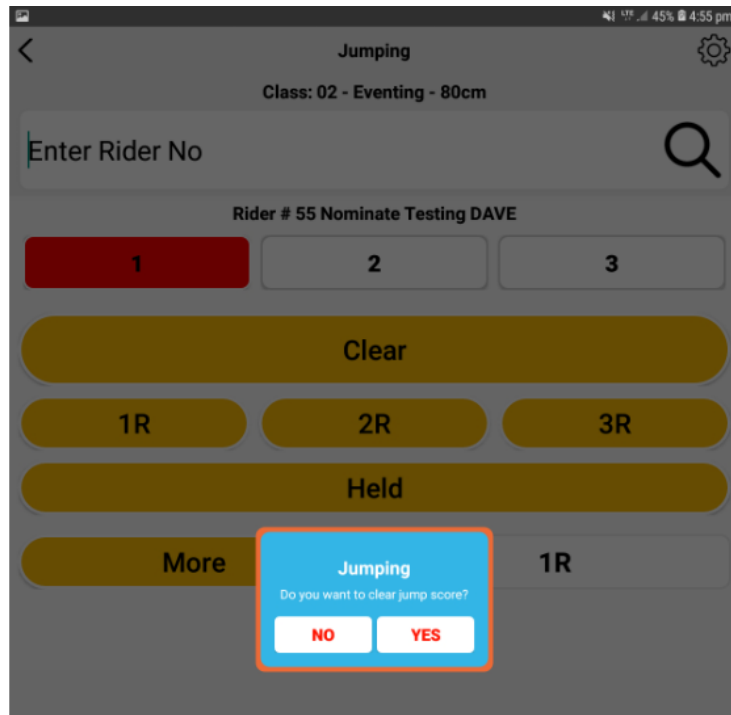 LTE 45% 4:55 pm
Jumping
Class: 02 - Eventing - 80cm
Enter Rider No
Rider # 55 Nominate Testing DAVE
1 2 3
Clear
1R 2R 3R
Held
More 1R
Jumping
Do you want to clear jump score?
NO YES